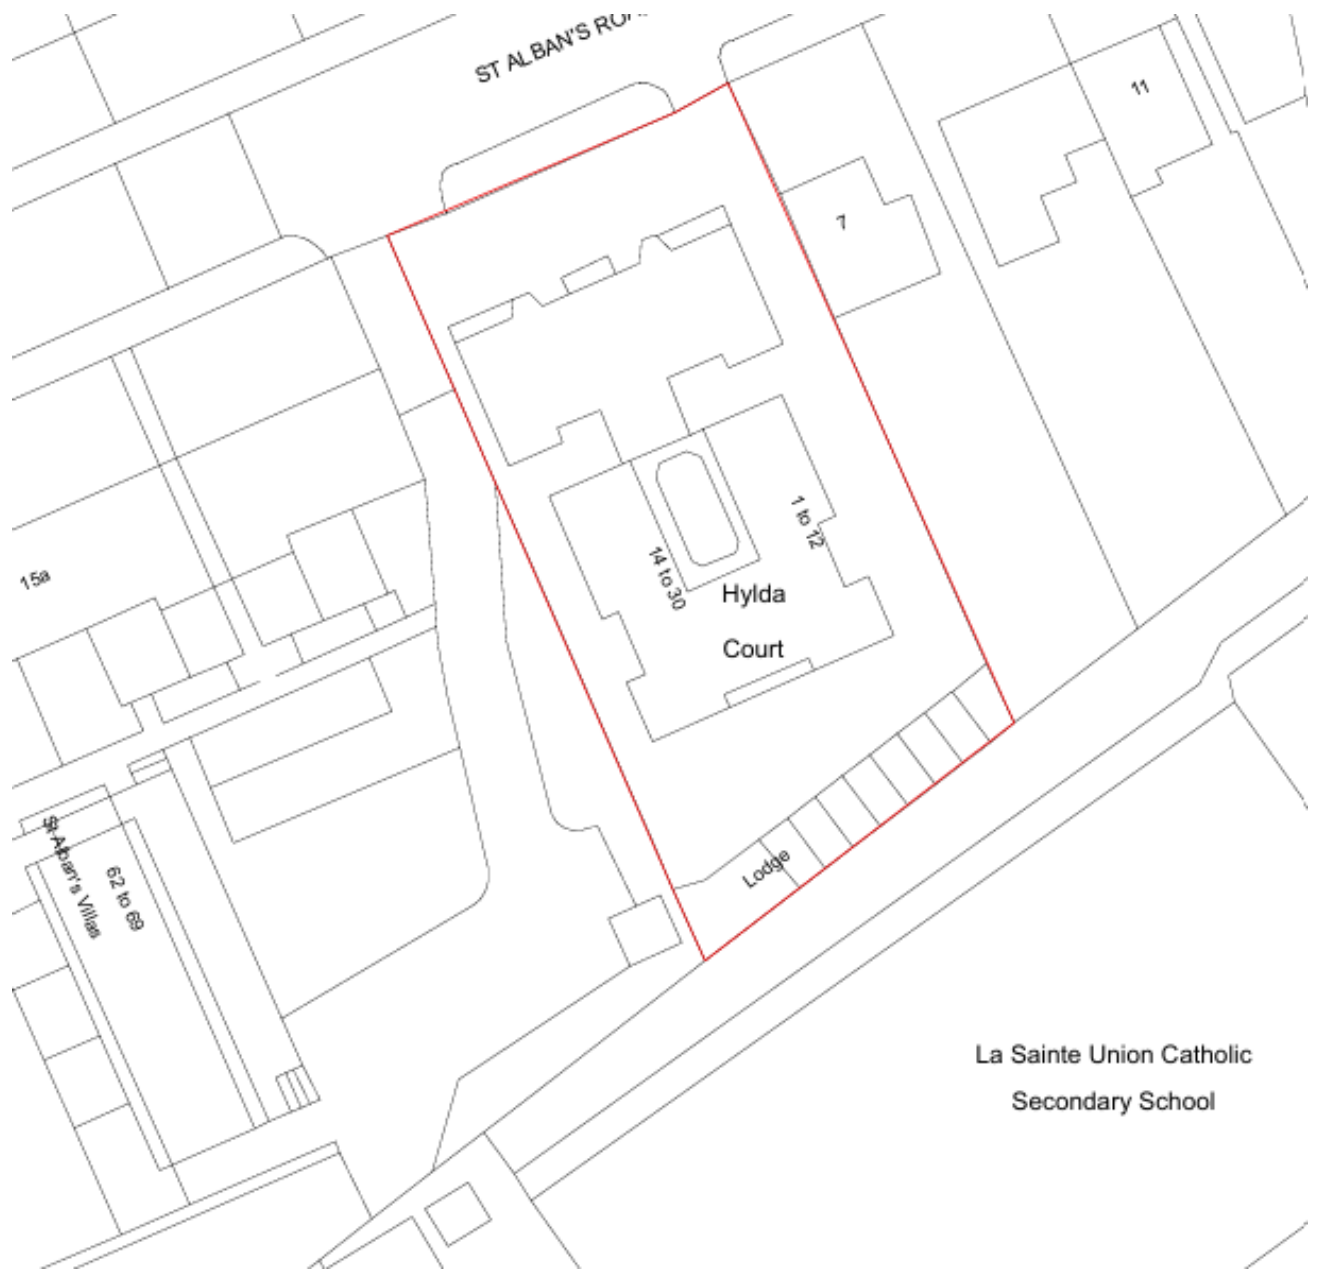 ST ALBAN'S
11
7
15a
1 to 12
14 to 30
Hylda
Court
St Alban's Villas
62 to 69
Lodge
La Sainte Union Catholic
Secondary School